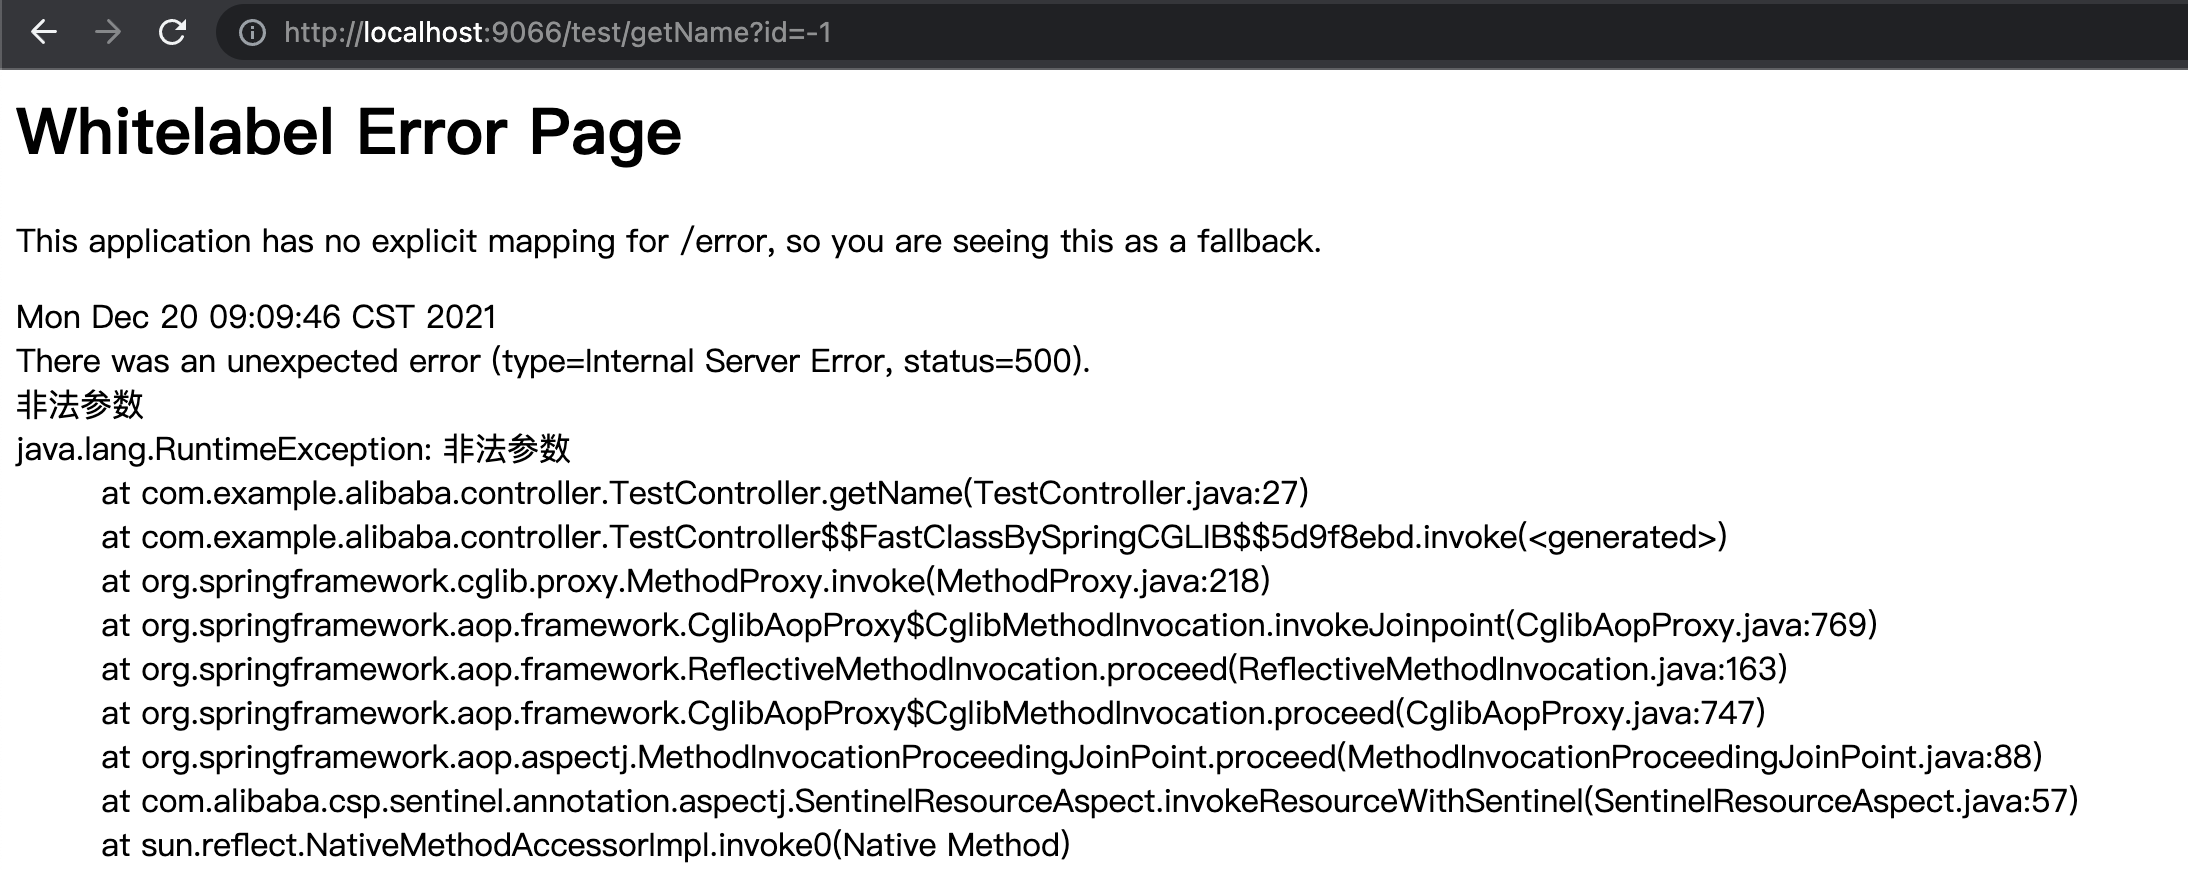 http://localhost:9066/test/getName?id=-1
Whitelabel Error Page
This application has no explicit mapping for /error, so you are seeing this as a fallback.
Mon Dec 20 09:09:46 CST 2021
There was an unexpected error (type=Internal Server Error, status=500).
非法参数
java.lang.RuntimeException: 非法参数
at com.example.alibaba.controller.TestController.getName(TestController.java:27)
at com.example.alibaba.controller.TestController$$FastClassBySpringCGLIB$$5d9f8ebd.invoke(<generated>)
at org.springframework.cglib.proxy.MethodProxy.invoke(MethodProxy.java:218)
at org.springframework.aop.framework.CglibAopProxy$CglibMethodInvocation.invokeJoinpoint(CglibAopProxy.java:769)
at org.springframework.aop.framework.ReflectiveMethodInvocation.proceed(ReflectiveMethodInvocation.java:163)
at org.springframework.aop.framework.CglibAopProxy$CglibMethodInvocation.proceed(CglibAopProxy.java:747)
at org.springframework.aop.aspectj.MethodInvocationProceedingJoinPoint.proceed(MethodInvocationProceedingJoinPoint.java:88)
at com.alibaba.csp.sentinel.annotation.aspectj.SentinelResourceAspect.invokeResourceWithSentinel(SentinelResourceAspect.java:57)
at sun.reflect.NativeMethodAccessorImpl.invoke0(Native Method)